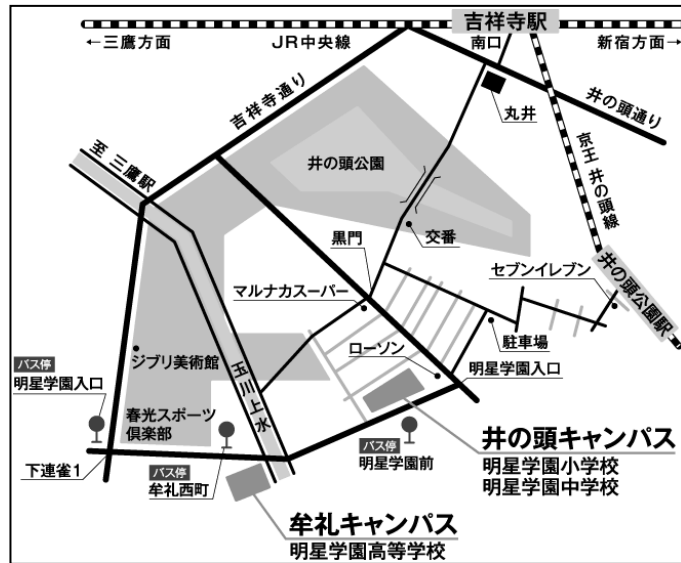 吉祥寺駅
←三鷹方面
JR中央線
南口
新宿方面→
吉祥寺通り
丸井
井の頭通り
至 三鷹駅
井の頭公園
京王 井の頭線
交番
黒門
セブンイレブン
井の頭公園駅
マルナカスーパー
駐車場
ローソン
ジブリ美術館
玉川上水
明星学園入口
バス停
明星学園入口
春光スポーツ
倶楽部
井の頭キャンパス
明星学園小学校
明星学園中学校
バス停
明星学園前
下連雀1
バス停
牟礼西町
牟礼キャンパス
明星学園高等学校